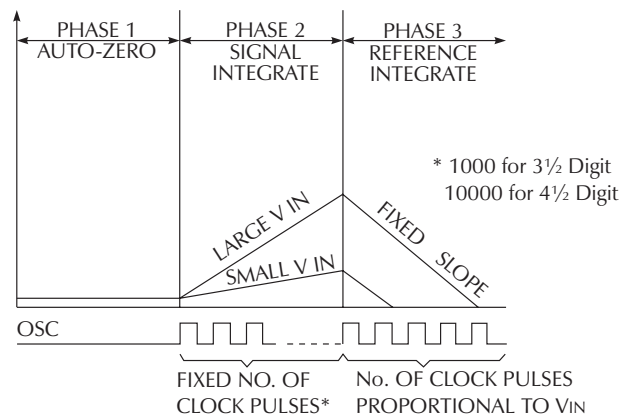 PHASE 1
AUTO-ZERO
PHASE 2
SIGNAL
INTEGRATE
PHASE 3
REFERENCE
INTEGRATE
* 1000 for 3½ Digit
10000 for 4½ Digit
LARGE V IN
SMALL V IN
FIXED SLOPE
OSC
FIXED NO. OF
CLOCK PULSES*
No. OF CLOCK PULSES
PROPORTIONAL TO VIN